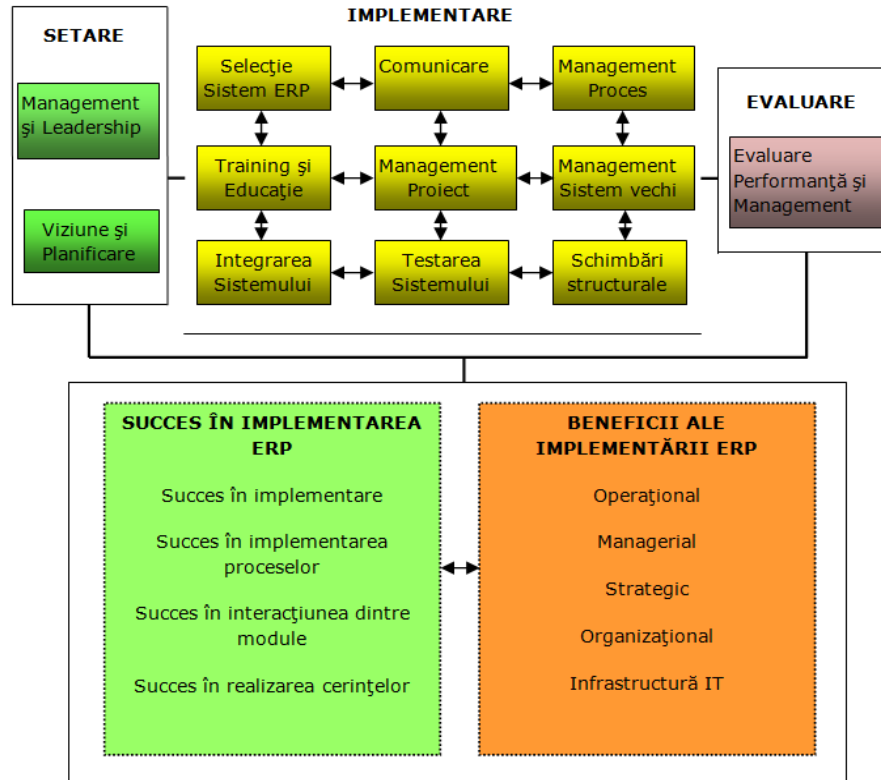 SETARE
Management
şi Leadership
Viziune şi
Planificare
IMPLEMENTARE
Selecţie
Sistem ERP
Comunicare
Management
Proces
Training şi
Educaţie
Management
Proiect
Management
Sistem vechi
Integrarea
Sistemului
Testarea
Sistemului
Schimbări
structurale
EVALUARE
Evaluare
Performanţă şi
Management
SUCCES ÎN IMPLEMENTAREA
ERP
Succes în implementare
Succes în implementarea
proceselor
Succes în interacţiunea dintre
module
Succes în realizarea cerinţelor
BENEFICII ALE
IMPLEMENTĂRII ERP
Operaţional
Managerial
Strategic
Organizaţional
Infrastructură IT